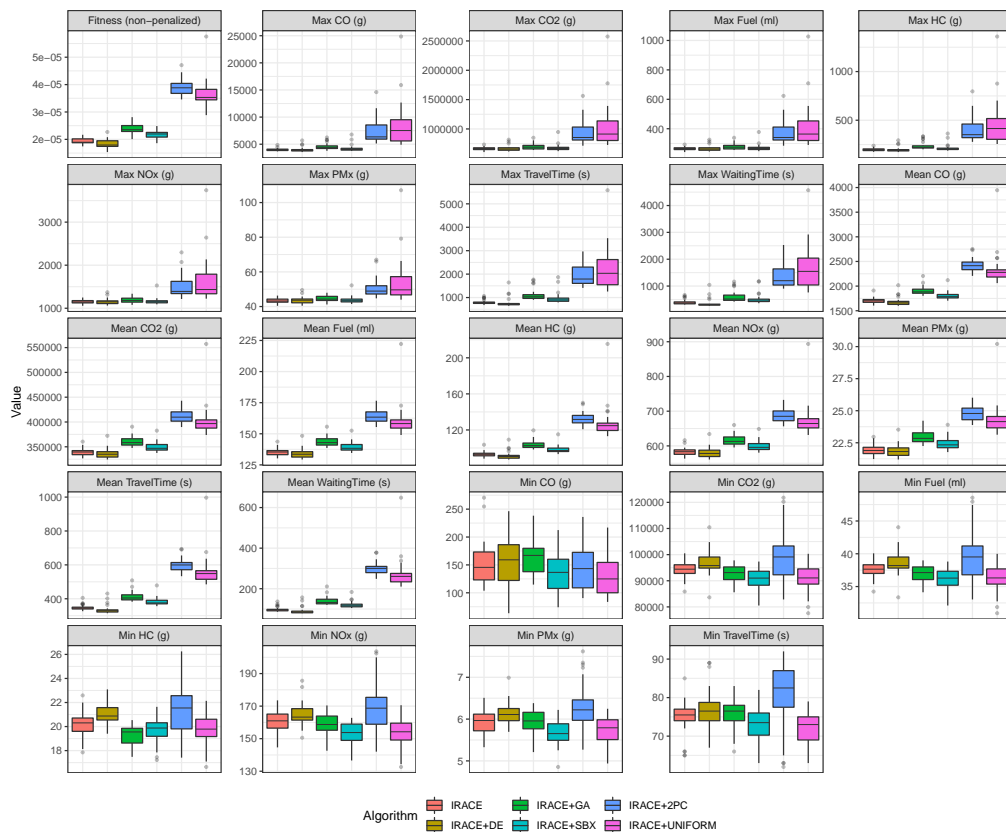 Fitness (non-penalized) Max CO (g) Max CO2 (g) Max Fuel (ml) Max HC (g)
5e-05 4e-05 3e-05 2e-05
25000 20000 15000 10000 5000
2500000 2000000 1500000 1000000
1000 800 600 400
1000 500
Max NOx (g) Max PMx (g) Max TravelTime (s) Max WaitingTime (s) Mean CO (g)
3000 2000 1000
100 80 60 40
5000 4000 3000 2000 1000
4000 3000 2000 1000
4000 3500 3000 2500 2000 1500
Mean CO2 (g) Mean Fuel (ml) Mean HC (g) Mean NOx (g) Mean PMx (g)
550000 500000 450000 400000 350000
225 200 175 150 125
200 160 120
900 800 700 600
30.0 27.5 25.0 22.5
Mean TravelTime (s) Mean WaitingTime (s) Min CO (g) Min CO2 (g) Min Fuel (ml)
1000 800 600 400
600 400 200
250 200 150 100
120000 110000 100000 90000 80000
45 40 35
Min HC (g) Min NOx (g) Min PMx (g) Min TravelTime (s)
26 24 22 20 18
190 170 150 130
7 6 5
90 80 70
Value
Algorithm
IRACE IRACE+GA IRACE+2PC
IRACE+DE IRACE+SBX IRACE+UNIFORM